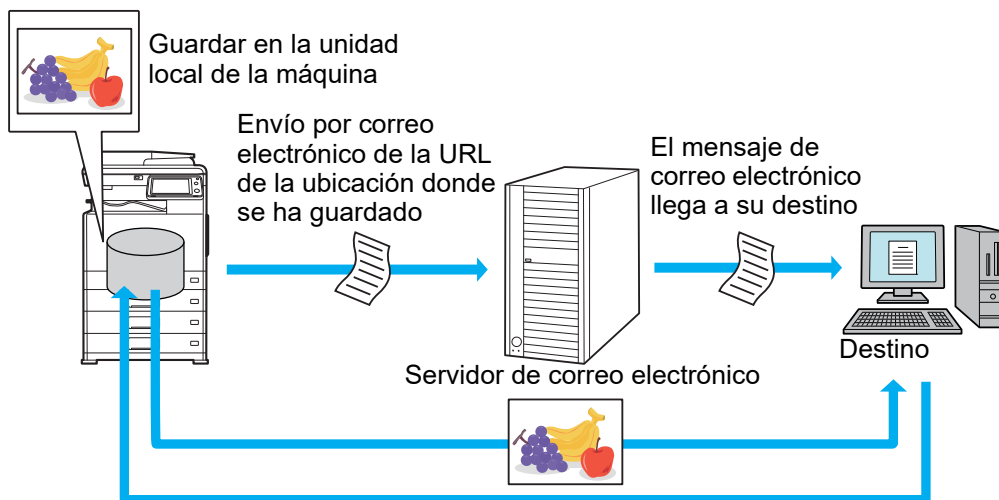 Guardar en la unidad
local de la máquina
Envío por correo
electrónico de la URL
de la ubicación donde
se ha guardado
El mensaje de
correo electrónico
llega a su destino
Destino
Servidor de correo electrónico